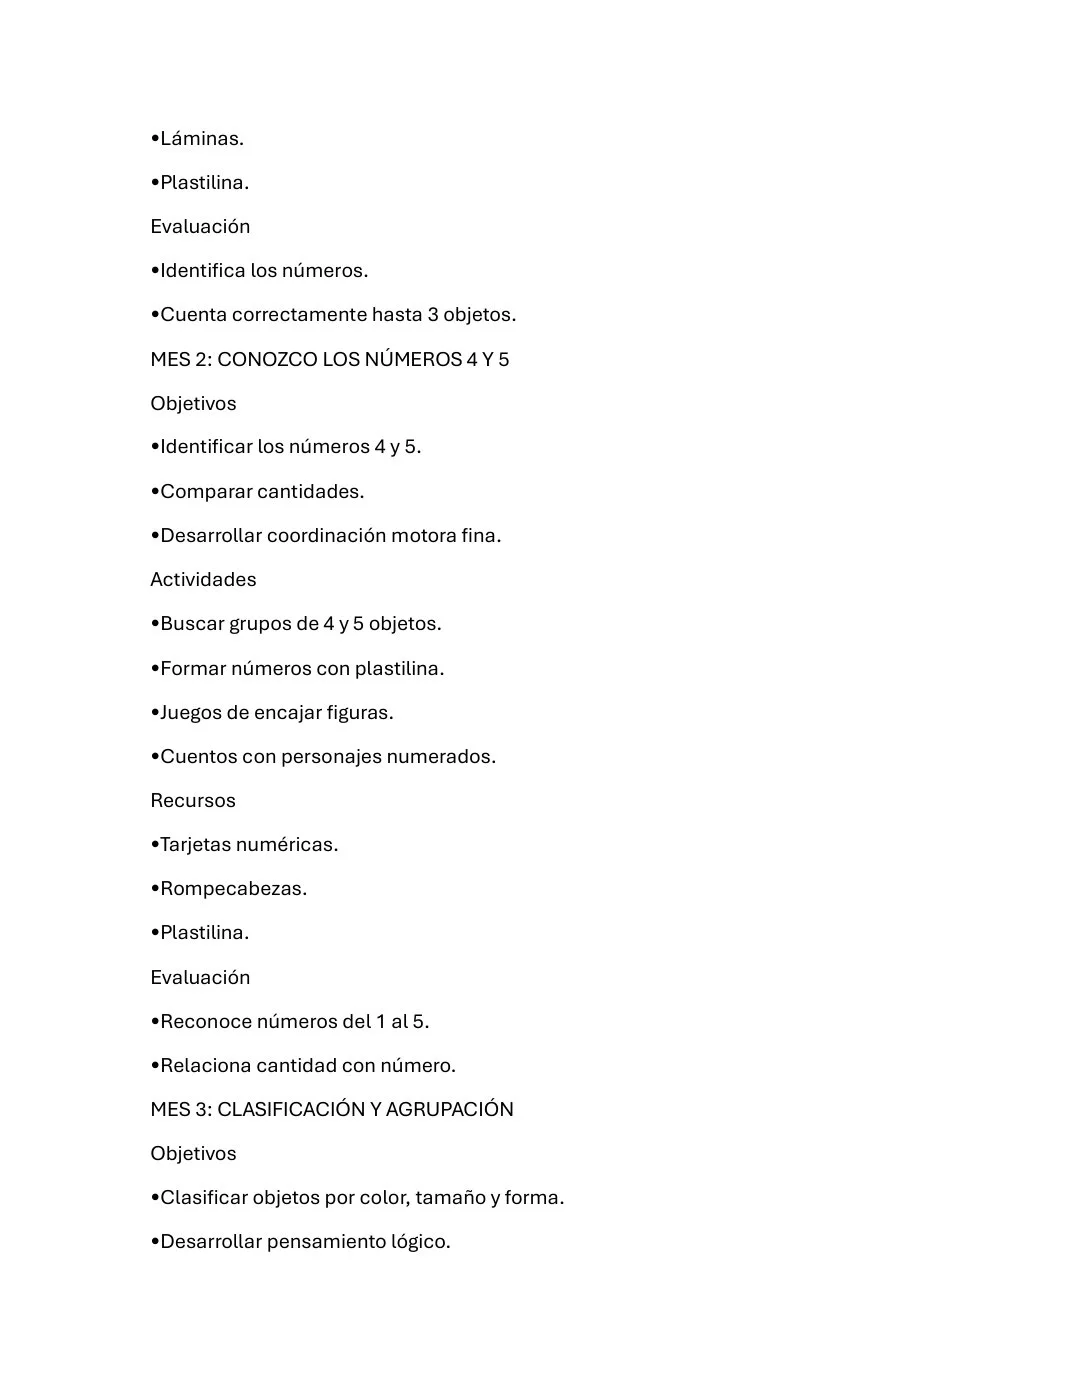 •Láminas.
•Plastilina.
Evaluación
•Identifica los números.
•Cuenta correctamente hasta 3 objetos.
MES 2: CONOZCO LOS NÚMEROS 4 Y 5
Objetivos
•Identificar los números 4 y 5.
•Comparar cantidades.
•Desarrollar coordinación motora fina.
Actividades
•Buscar grupos de 4 y 5 objetos.
•Formar números con plastilina.
•Juegos de encajar figuras.
•Cuentos con personajes numerados.
Recursos
•Tarjetas numéricas.
•Rompecabezas.
•Plastilina.
Evaluación
•Reconoce números del 1 al 5.
•Relaciona cantidad con número.
MES 3: CLASIFICACIÓN Y AGRUPACIÓN
Objetivos
•Clasificar objetos por color, tamaño y forma.
•Desarrollar pensamiento lógico.